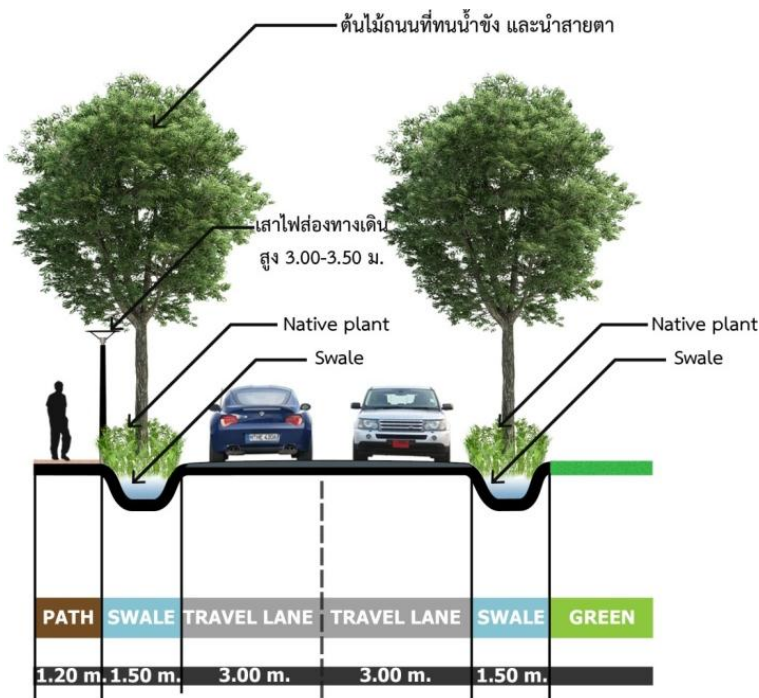 ต้นไม้ถนนที่ทนน้ำขัง และนำสายตา
เสาไฟส่องทางเดิน
สูง 3.00-3.50 ม.
Native plant
Native plant
Swale
Swale
PATH SWALE TRAVEL LANE TRAVEL LANE SWALE GREEN
1.20 m. 1.50 m. 3.00 m. 3.00 m. 1.50 m.